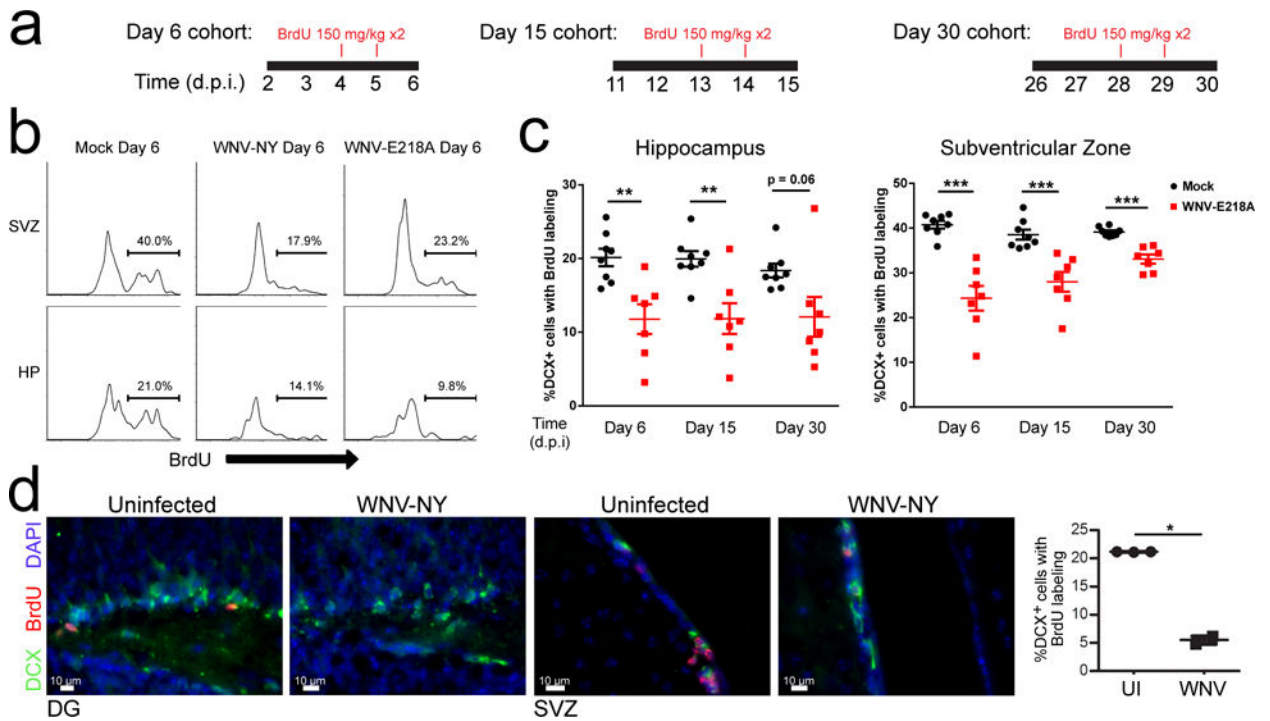 a
Day 6 cohort:
BrdU 150 mg/kg x2
Time (d.p.i.)
2 3 4 5 6
Day 15 cohort:
BrdU 150 mg/kg x2
11 12 13 14 15
Day 30 cohort:
BrdU 150 mg/kg x2
26 27 28 29 30
b
Mock Day 6
WNV-NY Day 6
WNV-E218A Day 6
SVZ
40.0%
17.9%
23.2%
HP
21.0%
14.1%
9.8%
BrdU
c
Hippocampus
%DCX+ cells with BrdU labeling
30
20
10
0
**
**
p = 0.06
Time
(d.p.i)
Day 6
Day 15
Day 30
Subventricular Zone
%DCX+ cells with BrdU labeling
50
40
30
20
10
0
***
***
***
Mock
WNV-E218A
Day 6
Day 15
Day 30
d
DCX BrdU DAPI
Uninfected
WNV-NY
Uninfected
WNV-NY
10 µm
10 µm
10 µm
10 µm
DG
SVZ
%DCX+ cells with
BrdU labeling
25
20
15
10
5
0
*
UI
WNV